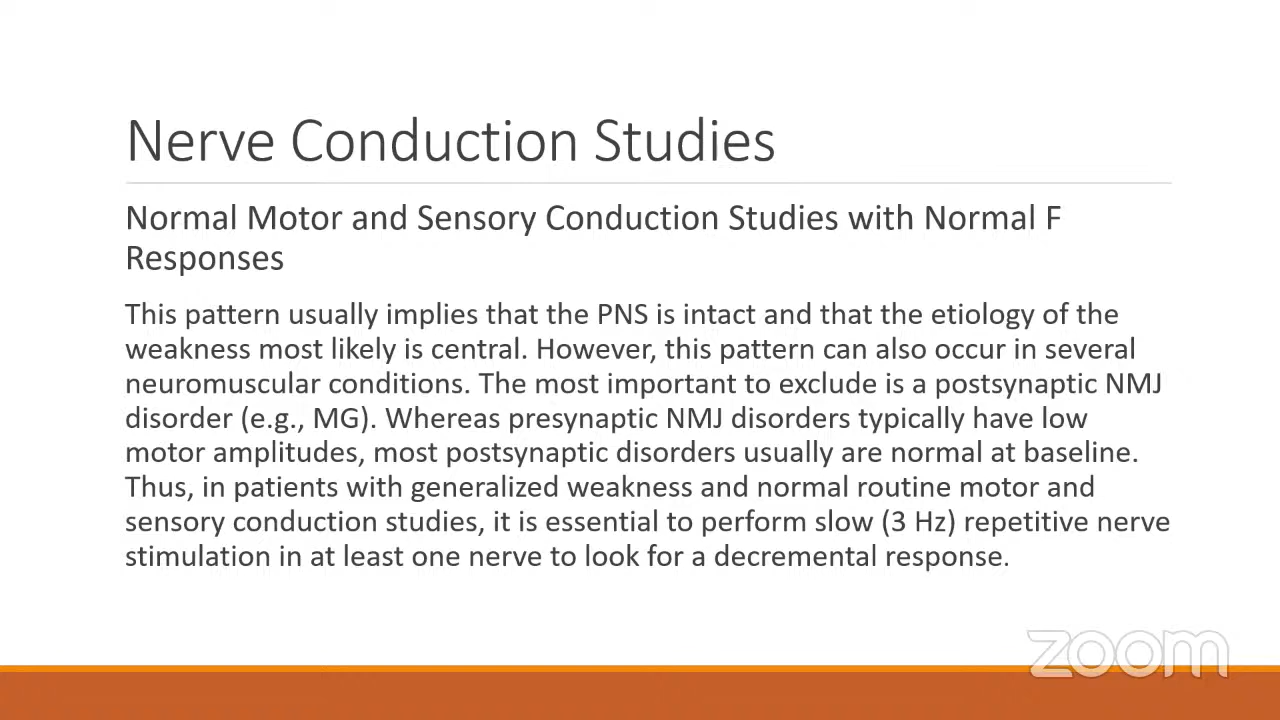 Nerve Conduction Studies
Normal Motor and Sensory Conduction Studies with Normal F
Responses
This pattern usually implies that the PNS is intact and that the etiology of the
weakness most likely is central. However, this pattern can also occur in several
neuromuscular conditions. The most important to exclude is a postsynaptic NMJ
disorder (e.g., MG). Whereas presynaptic NMJ disorders typically have low
motor amplitudes, most postsynaptic disorders usually are normal at baseline.
Thus, in patients with generalized weakness and normal routine motor and
sensory conduction studies, it is essential to perform slow (3 Hz) repetitive nerve
stimulation in at least one nerve to look for a decremental response.
zoom